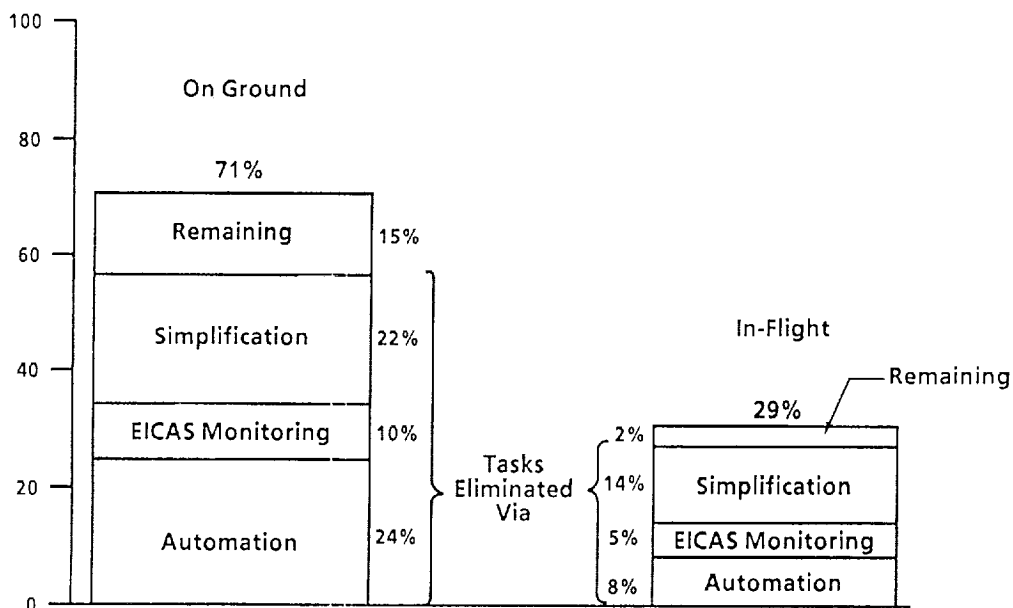 100
80
60
40
20
0
On Ground
71%
Remaining
15%
Simplification
22%
EICAS Monitoring
10%
Automation
24%
Tasks
Eliminated
Via
In-Flight
Remaining
29%
2%
14%
Simplification
5%
EICAS Monitoring
8%
Automation